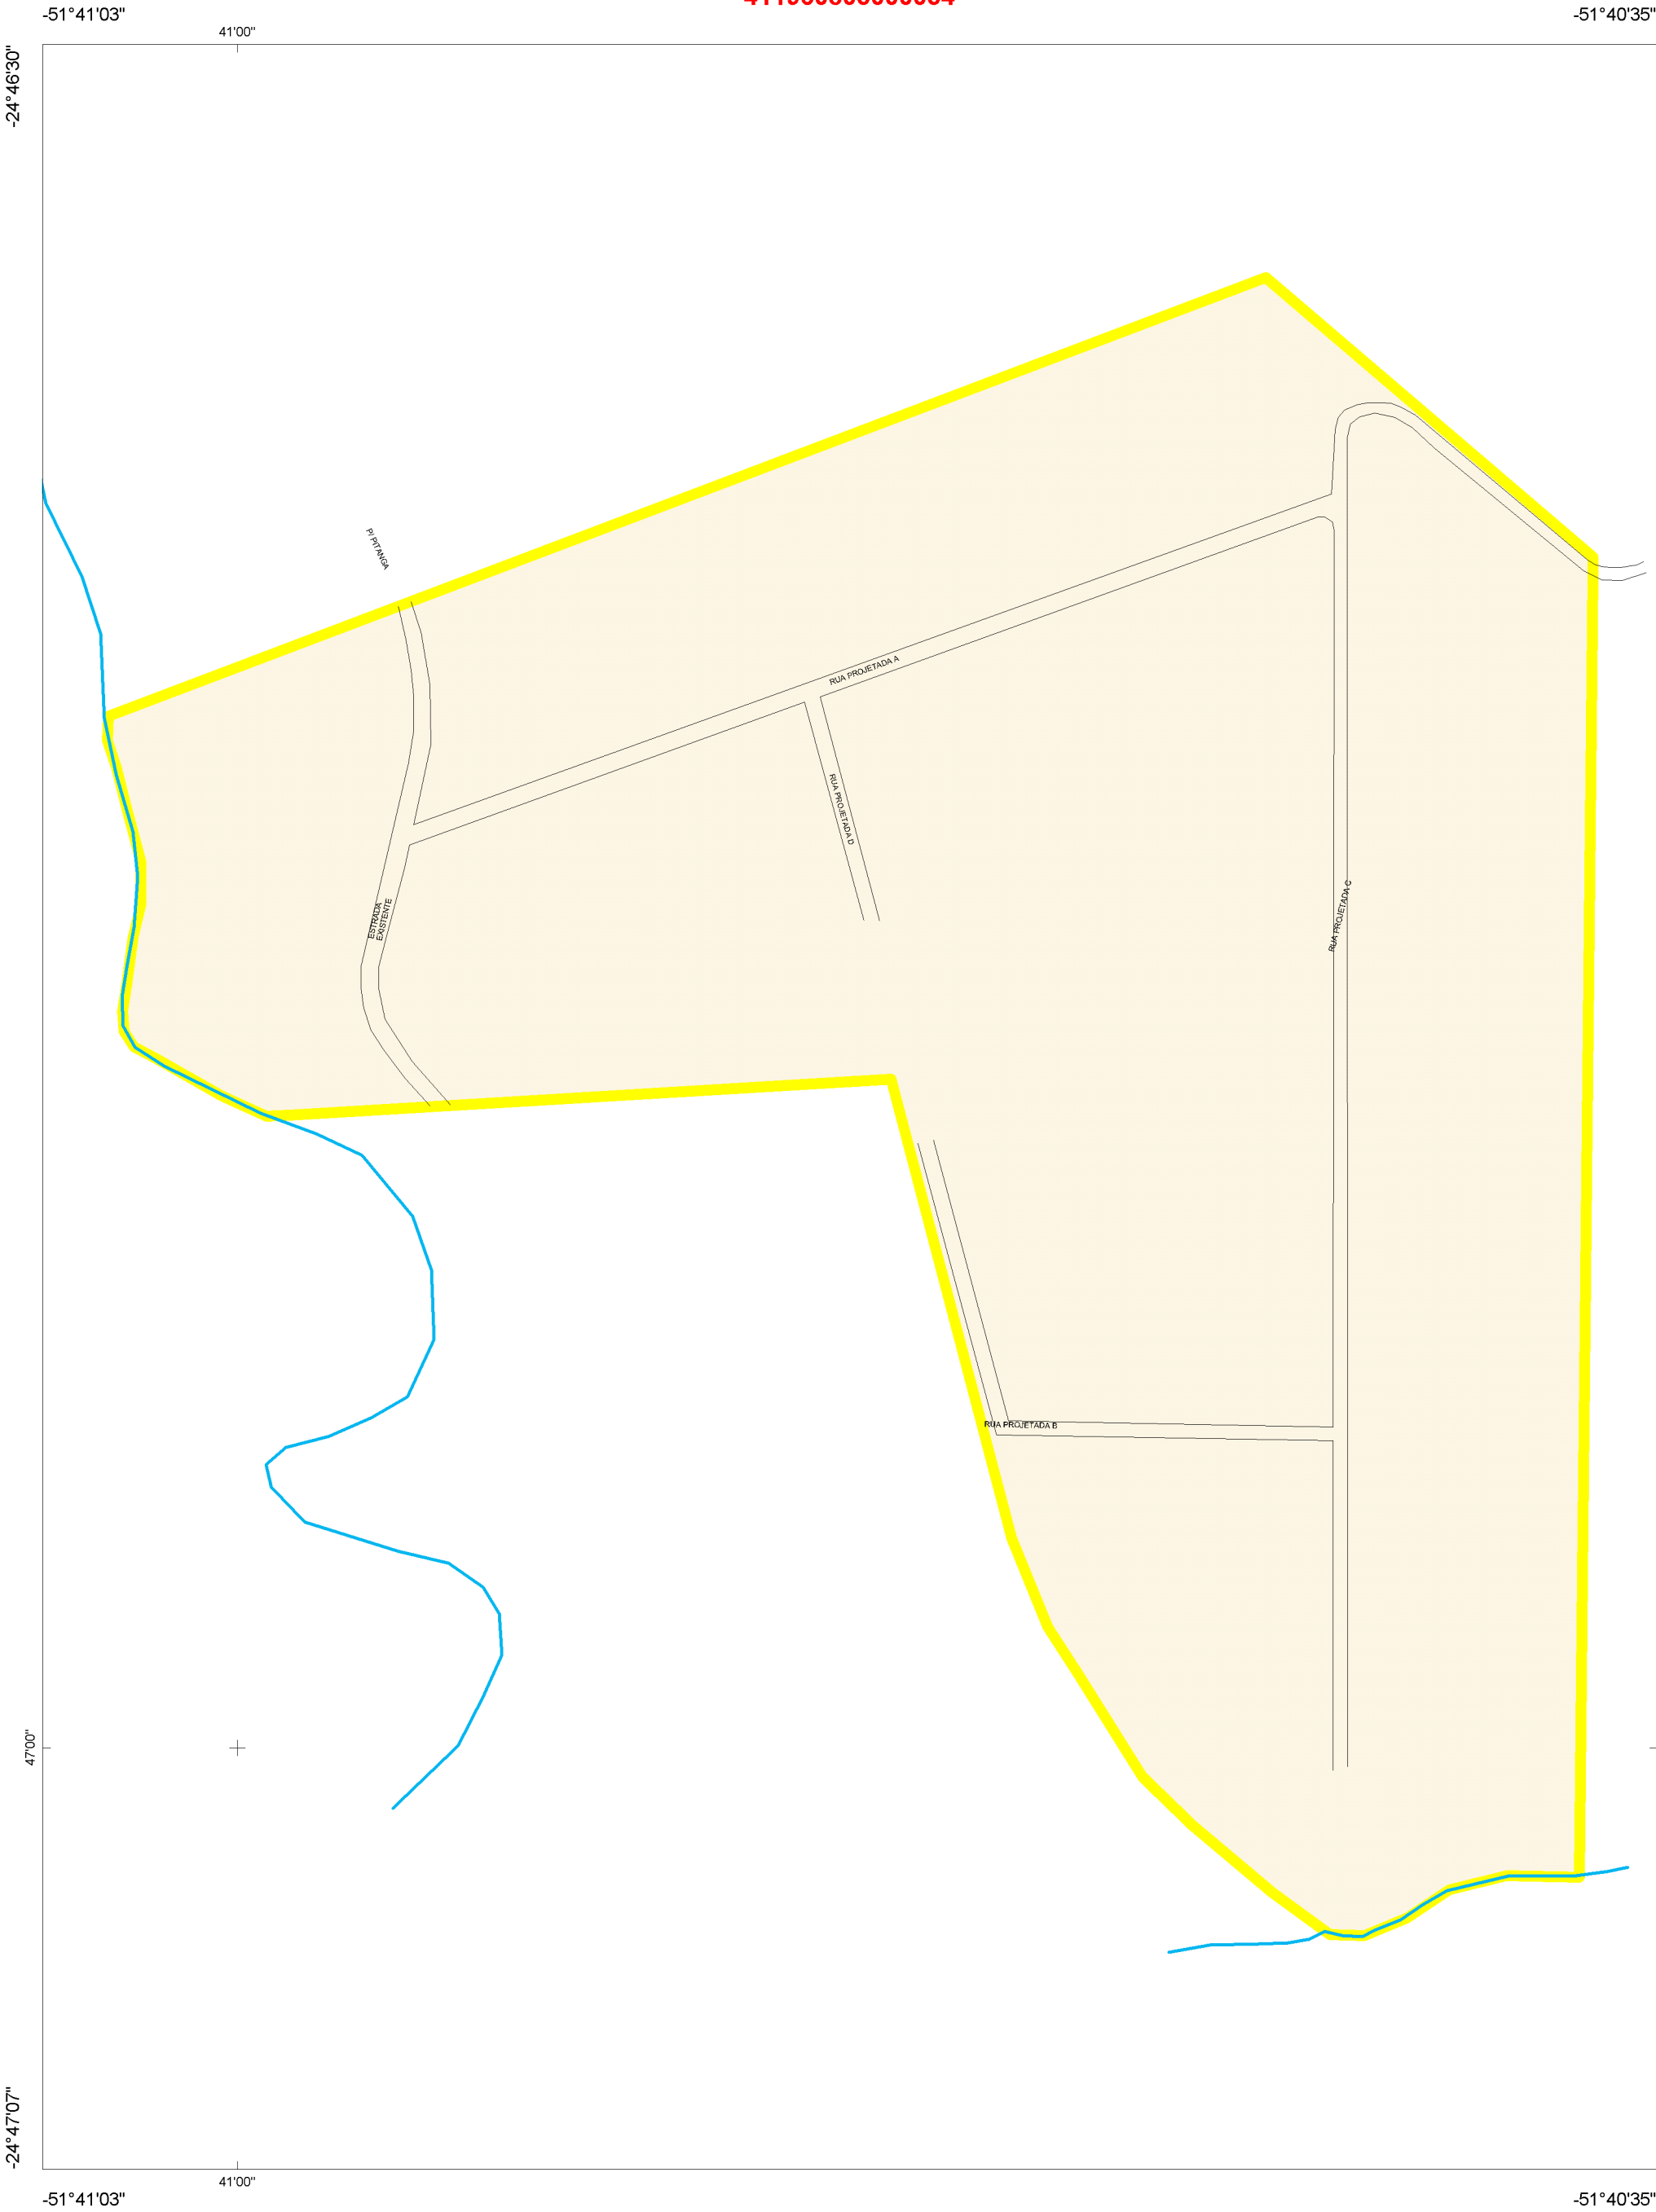 -51°41'03"
-51°40'35"
41'00"
-24°46'30"
P/ PITANGA
RUA PROJETADA A
RUA PROJETADA D
RUA PROJETADA C
ESTRADA
EXISTENTE
RUA PROJETADA B
47'00"
-24°47'07"
41'00"
-51°41'03"
-51°40'35"